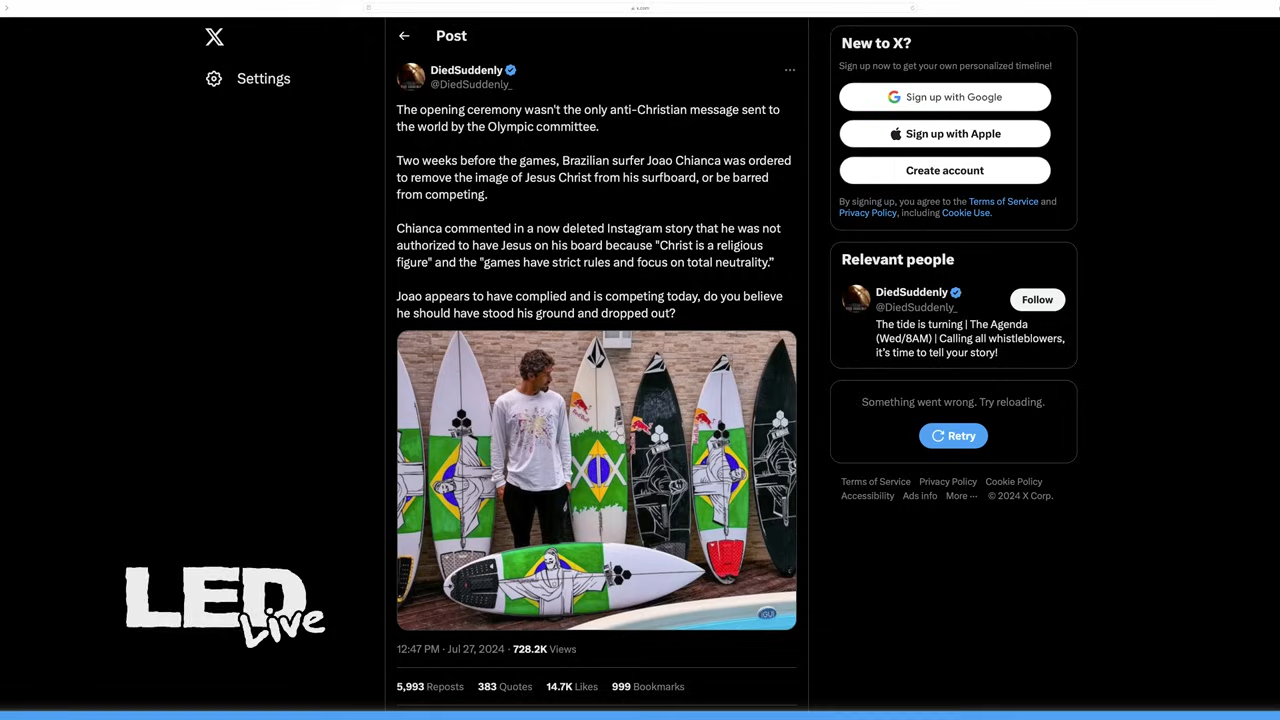 x.com
Post
Settings
DiedSuddenly
@DiedSuddenly_
The opening ceremony wasn't the only anti-Christian message sent to
the world by the Olympic committee.
Two weeks before the games, Brazilian surfer Joao Chianca was ordered
to remove the image of Jesus Christ from his surfboard, or be barred
from competing.
Chianca commented in a now deleted Instagram story that he was not
authorized to have Jesus on his board because "Christ is a religious
figure" and the "games have strict rules and focus on total neutrality."
Joao appears to have complied and is competing today, do you believe
he should have stood his ground and dropped out?
12:47 PM · Jul 27, 2024 · 728.2K Views
5,993 Reposts 383 Quotes 14.7K Likes 999 Bookmarks
New to X?
Sign up now to get your own personalized timeline!
Sign up with Google
Sign up with Apple
Create account
By signing up, you agree to the Terms of Service and
Privacy Policy, including Cookie Use.
Relevant people
DiedSuddenly
@DiedSuddenly_
Follow
The tide is turning | The Agenda
(Wed/8AM) | Calling all whistleblowers,
it's time to tell your story!
Something went wrong. Try reloading.
Retry
Terms of Service Privacy Policy Cookie Policy
Accessibility Ads info More ··· © 2024 X Corp.
LED
Live